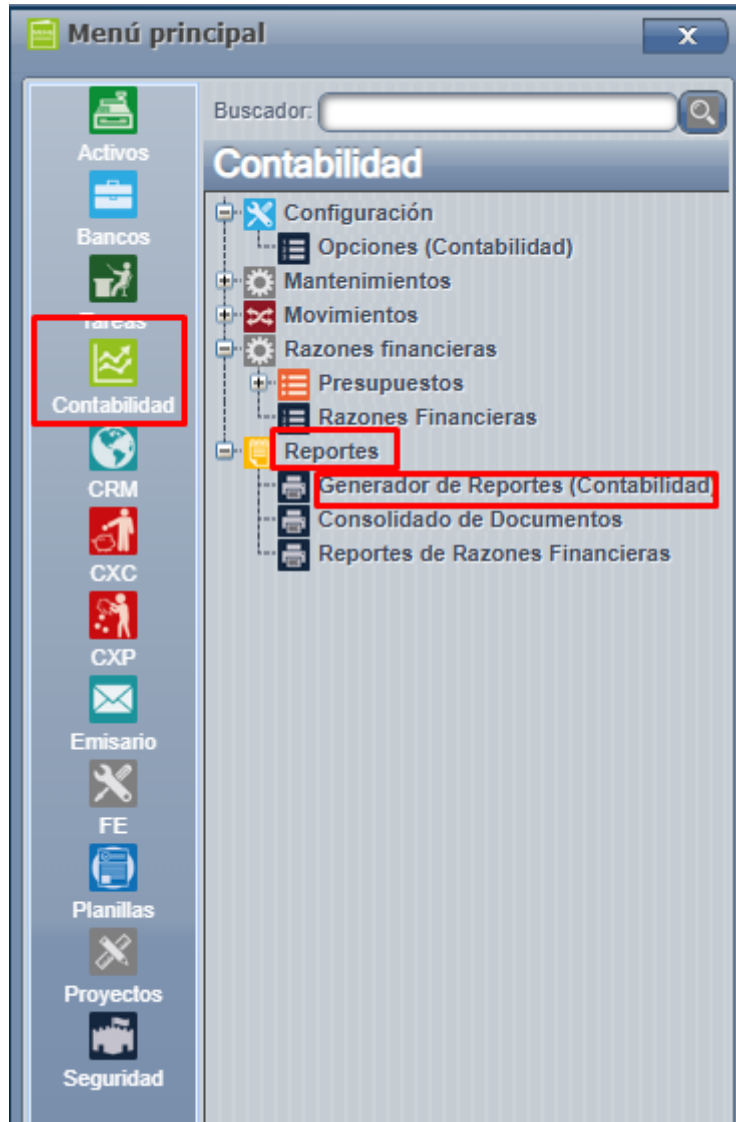 Menú principal
x
Buscador:
Activos
Bancos
Tareas
Contabilidad
CRM
CXC
CXP
Emisario
FE
Planillas
Proyectos
Seguridad
Contabilidad
Configuración
Opciones (Contabilidad)
Mantenimientos
Movimientos
Razones financieras
Presupuestos
Razones Financieras
Reportes
Generador de Reportes (Contabilidad)
Consolidado de Documentos
Reportes de Razones Financieras